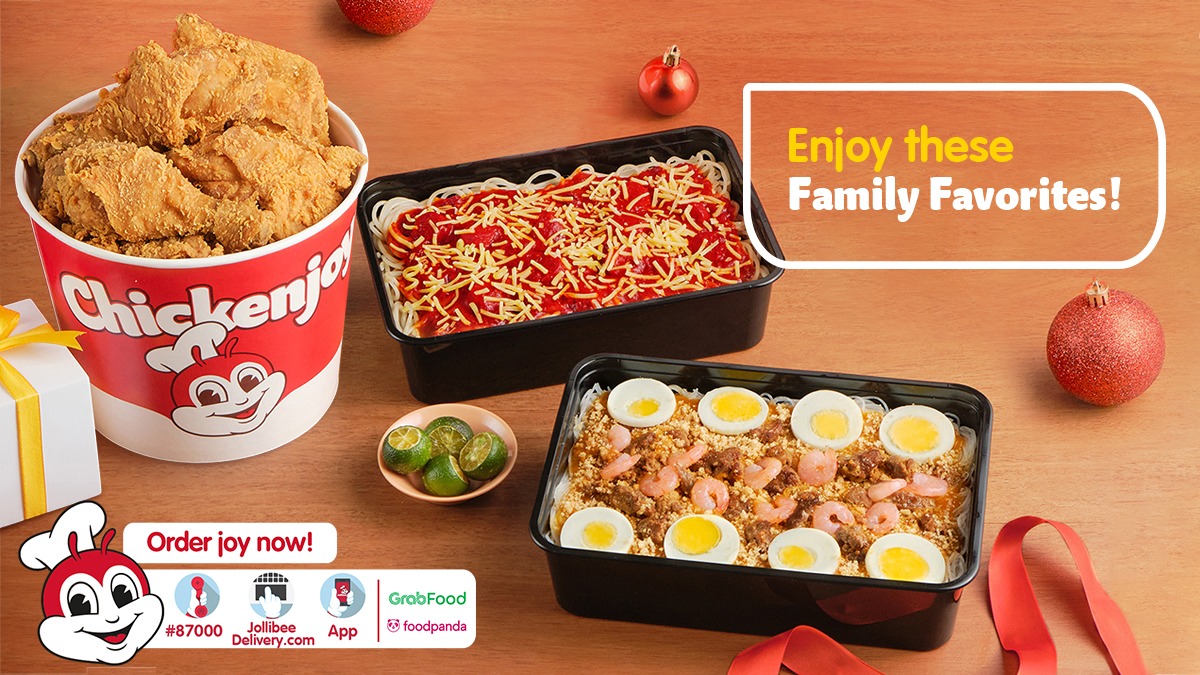 Enjoy these
Family Favorites!
Chickenjoy
Order joy now!
#87000
Jollibee
Delivery.com
App
GrabFood
foodpanda